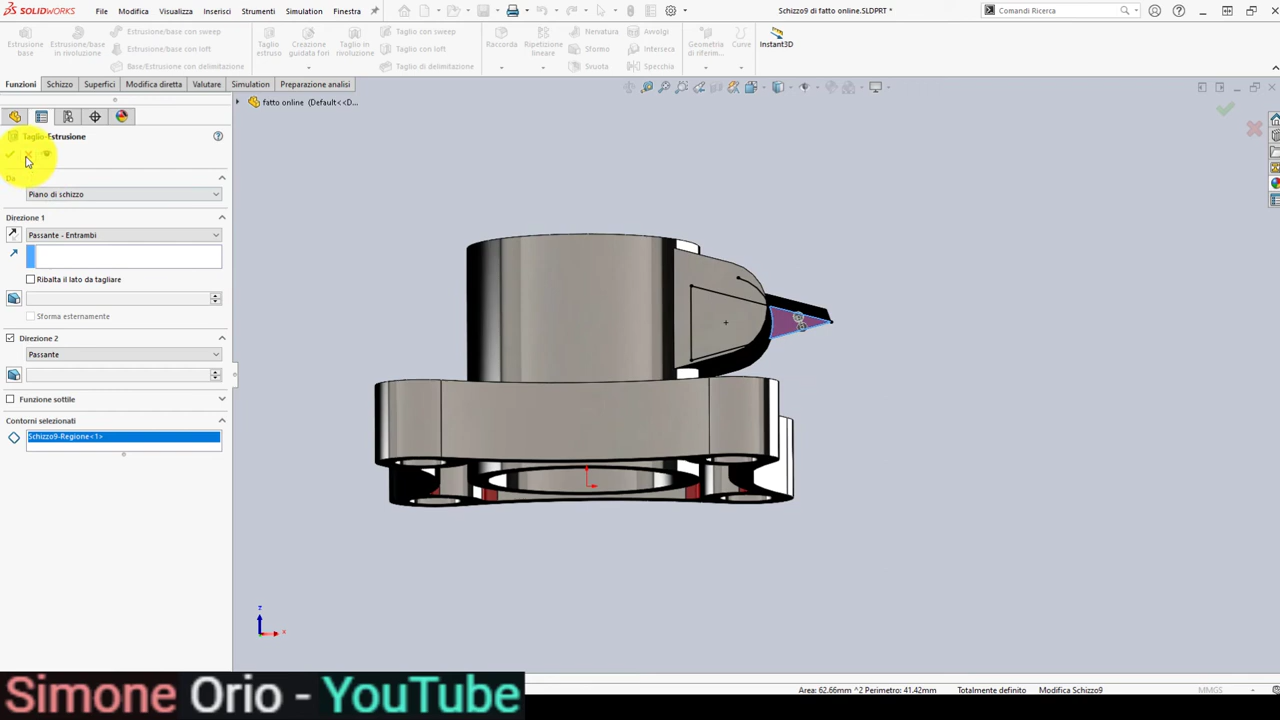 SOLIDWORKS File Modifica Visualizza Inserisci Strumenti Simulation Finestra Schizzo9 di fatto online.SLDPRT * Comandi Ricerca
Estrusione base
Estrusione/base in rivoluzione
Estrusione/base con sweep
Estrusione/base con loft
Base/Estrusione con delimitazione
Taglio estruso
Creazione guidata fori
Taglio in rivoluzione
Taglio con sweep
Taglio con loft
Taglio di delimitazione
Raccorda
Ripetizione lineare
Nervatura
Sformo
Svuota
Avvolgi
Interseca
Specchia
Geometria di riferim...
Curve
Instant3D
Funzioni Schizzo Superfici Modifica diretta Valutare Simulation Preparazione analisi
fatto online (Default<<D...
Taglio-Estrusione
Da
Piano di schizzo
Direzione 1
Passante - Entrambi
Ribalta il lato da tagliare
Sforma esternamente
Direzione 2
Passante
Funzione sottile
Contorni selezionati
Schizzo9-Regione<1>
z
x
Area: 62.66mm ^2 Perimetro: 41.42mm Totalmente definito Modifica Schizzo9 MMGS
Simone Orio - YouTube